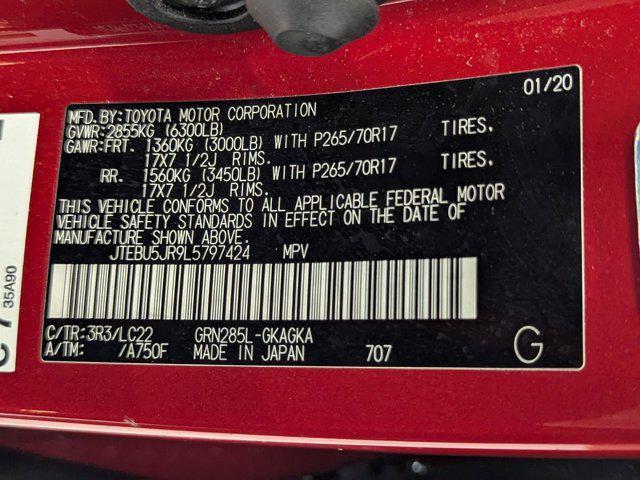 01/20
MFD.BY:TOYOTA MOTOR CORPORATION
GVWR:2855KG (6300LB)
GAWR:FRT. 1360KG (3000LB) WITH P265/70R17 TIRES.
17X7 1/2J RIMS.
RR. 1560KG (3450LB) WITH P265/70R17 TIRES.
17X7 1/2J RIMS.
THIS VEHICLE CONFORMS TO ALL APPLICABLE FEDERAL MOTOR
VEHICLE SAFETY STANDARDS IN EFFECT ON THE DATE OF
MANUFACTURE SHOWN ABOVE.
JTEBU5JR9L5797424 MPV
C/TR:3R3/LC22 GRN285L-GKAGKA
A/TM: /A750F MADE IN JAPAN 707 G
35A90